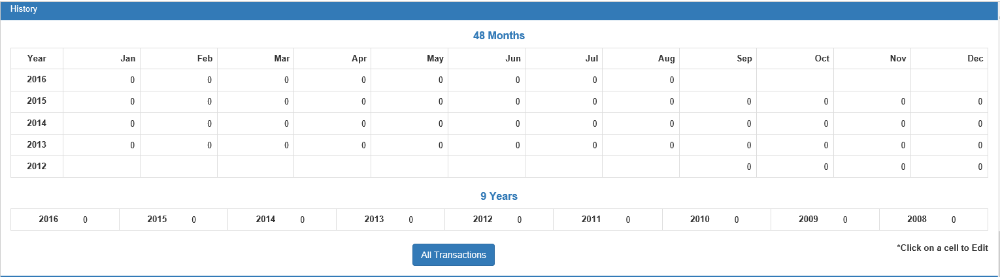 History
48 Months
Year Jan Feb Mar Apr May Jun Jul Aug Sep Oct Nov Dec
2016 0 0 0 0 0 0 0 0
2015 0 0 0 0 0 0 0 0 0 0 0 0
2014 0 0 0 0 0 0 0 0 0 0 0 0
2013 0 0 0 0 0 0 0 0 0 0 0 0
2012 0 0 0 0
9 Years
2016 0 2015 0 2014 0 2013 0 2012 0 2011 0 2010 0 2009 0 2008 0
*Click on a cell to Edit
All Transactions